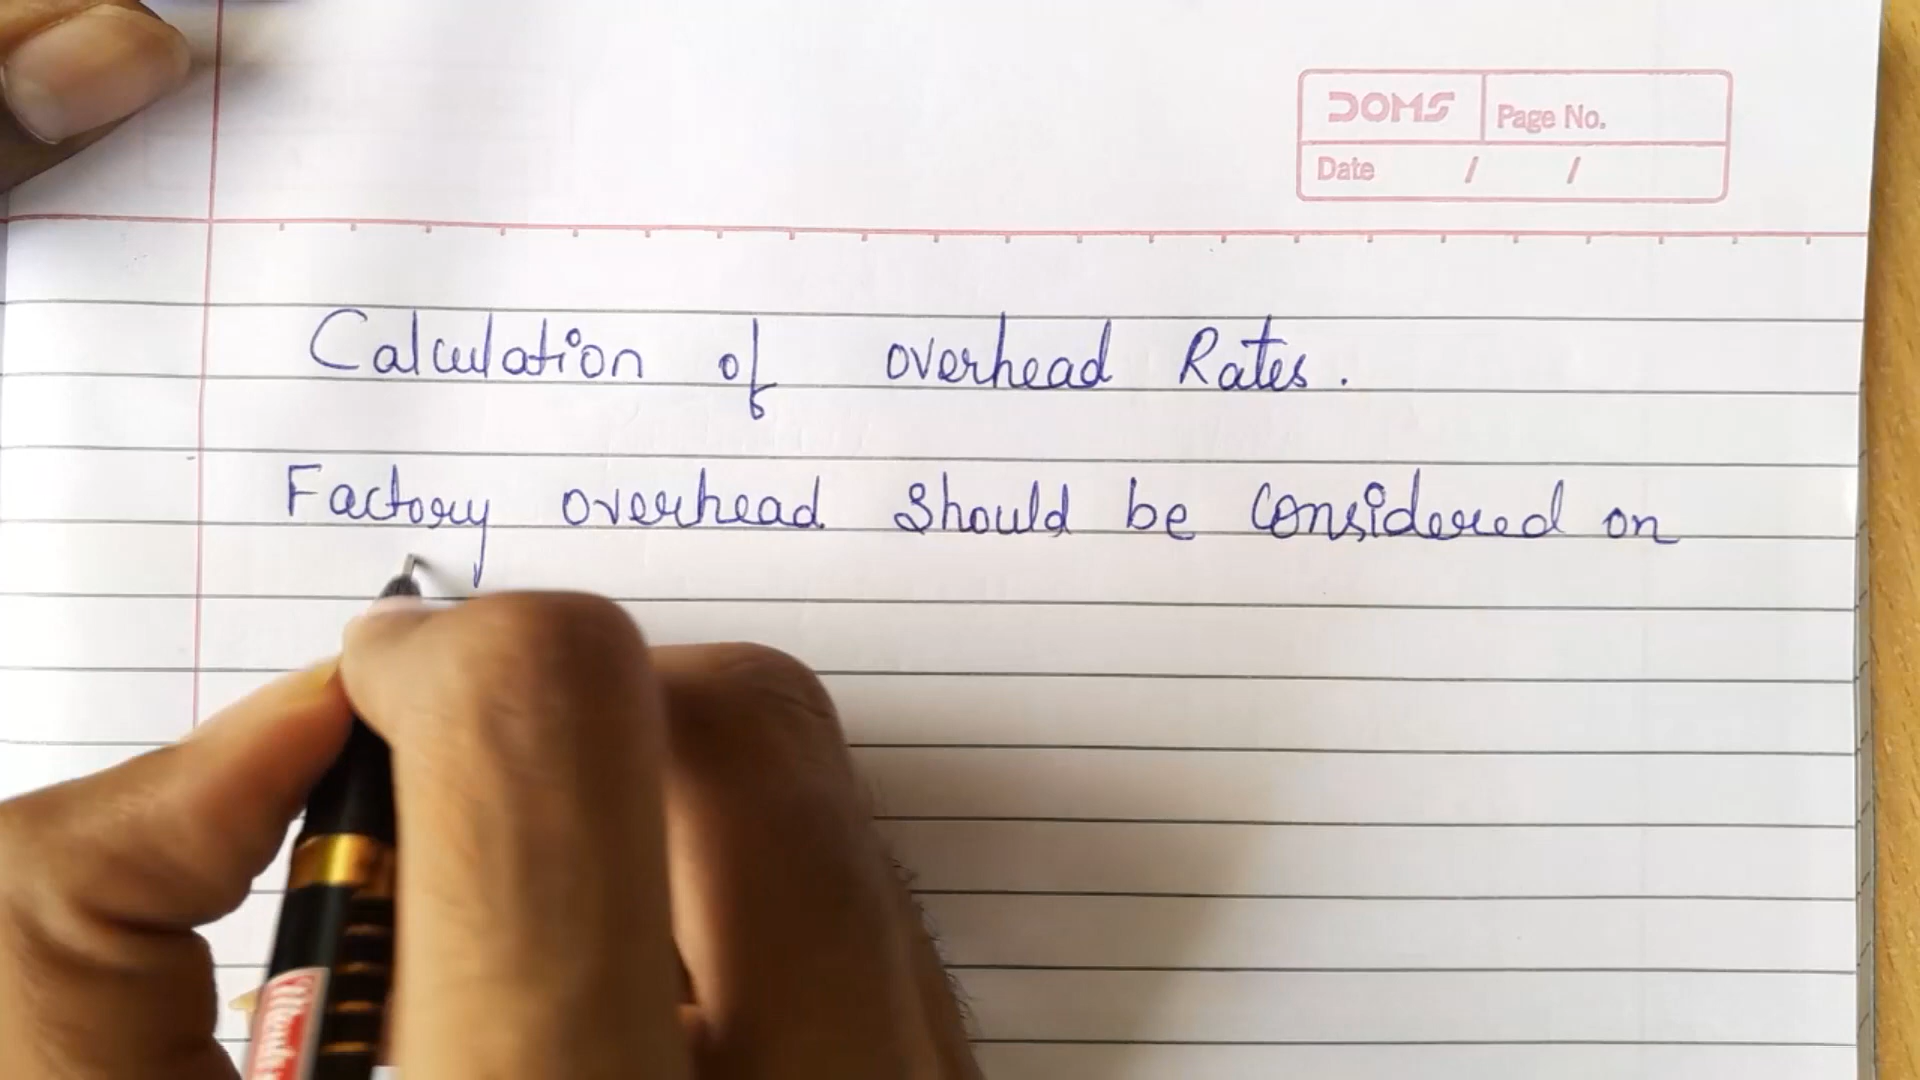 DOMS Page No.
Date / /
Calculation of overhead Rates.
Factory overhead should be considered on